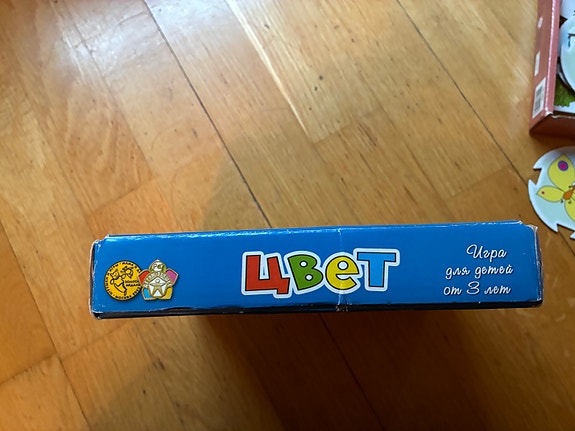 Цвет
Игра
для детей
от 3 лет